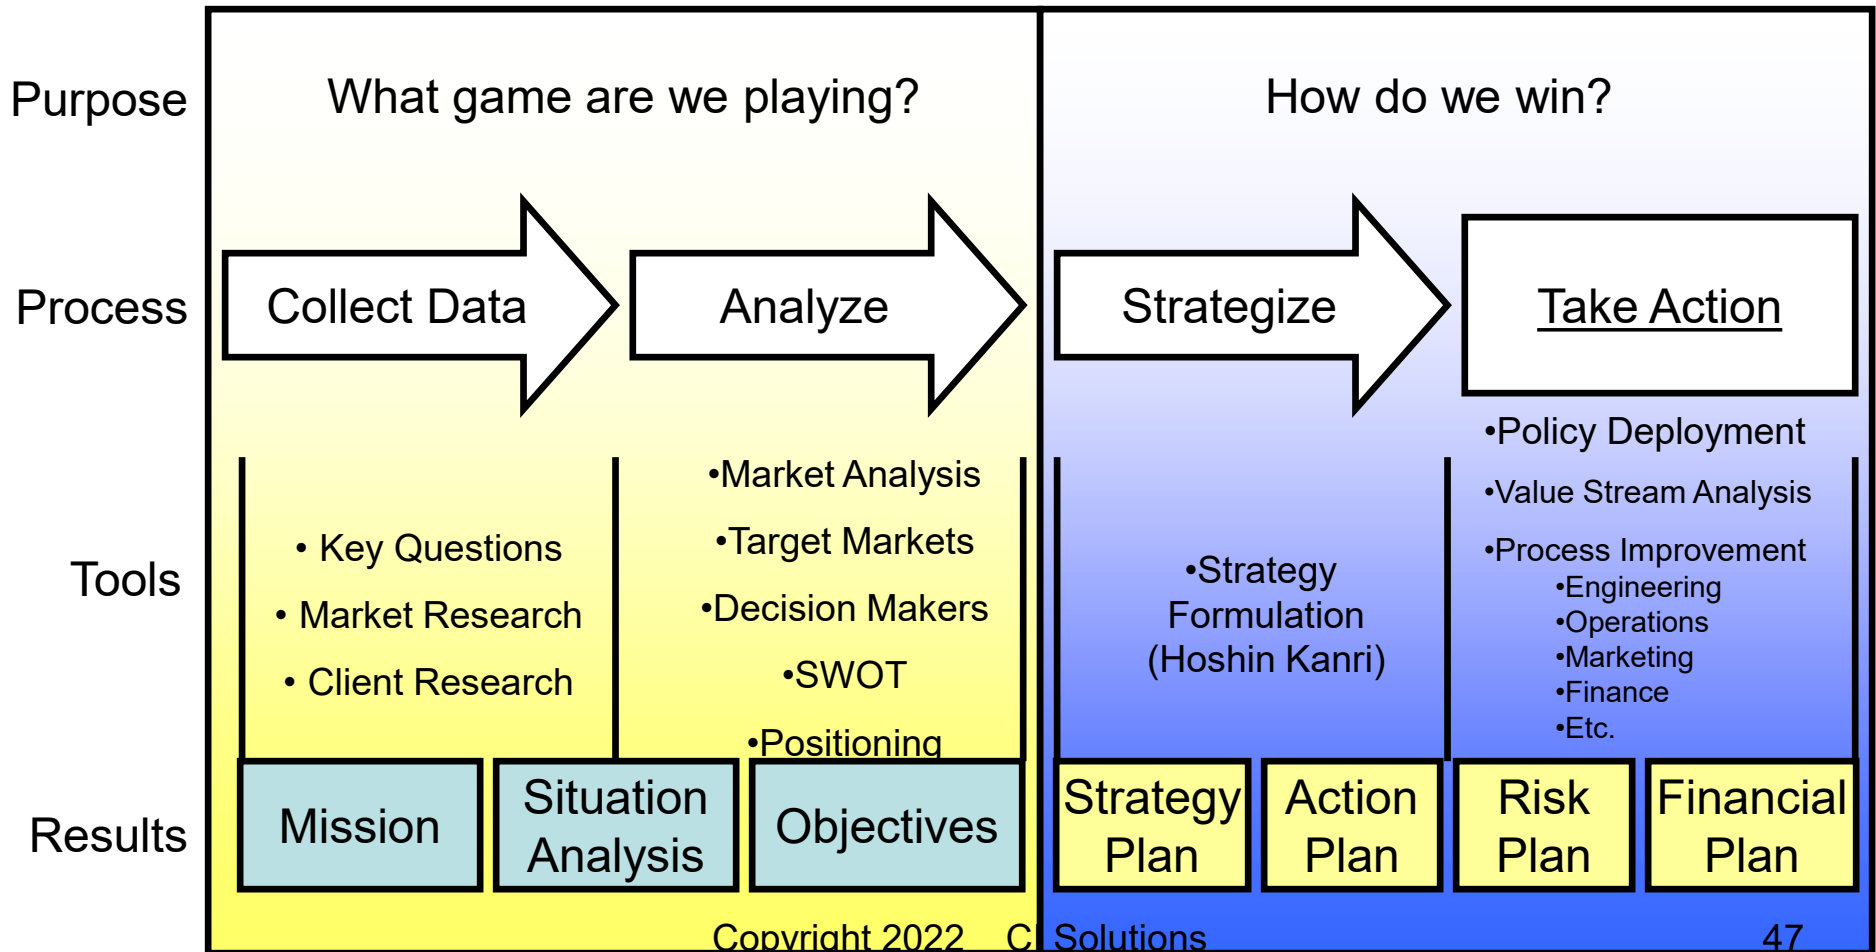 Purpose
What game are we playing?
How do we win?
Process
Collect Data
Analyze
Strategize
Take Action
Tools
• Key Questions
• Market Research
• Client Research
•Market Analysis
•Target Markets
•Decision Makers
•SWOT
•Positioning
•Strategy
Formulation
(Hoshin Kanri)
•Policy Deployment
•Value Stream Analysis
•Process Improvement
•Engineering
•Operations
•Marketing
•Finance
•Etc.
Results
Mission
Situation
Analysis
Objectives
Strategy
Plan
Action
Plan
Risk
Plan
Financial
Plan
Copyright 2022 CI Solutions
47